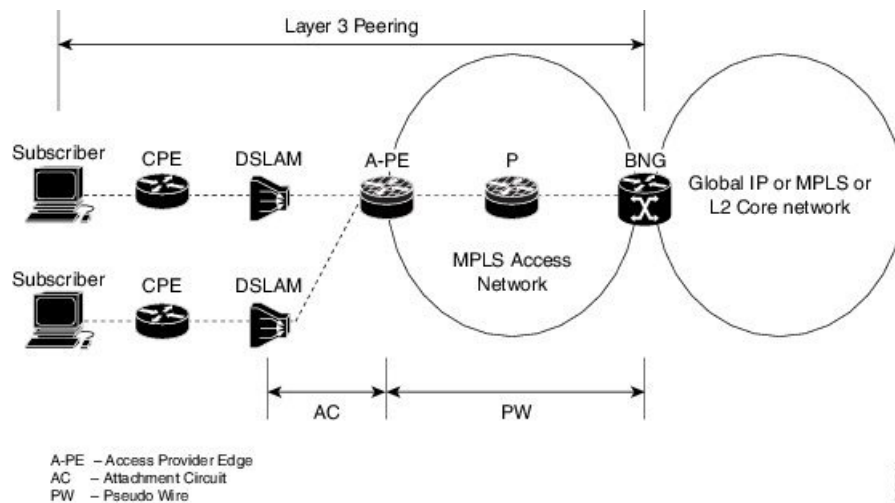 Layer 3 Peering
Subscriber
CPE
DSLAM
A-PE
P
BNG
Global IP or MPLS or
L2 Core network
MPLS Access
Network
Subscriber
CPE
DSLAM
AC
PW
A-PE – Access Provider Edge
AC – Attachment Circuit
PW – Pseudo Wire